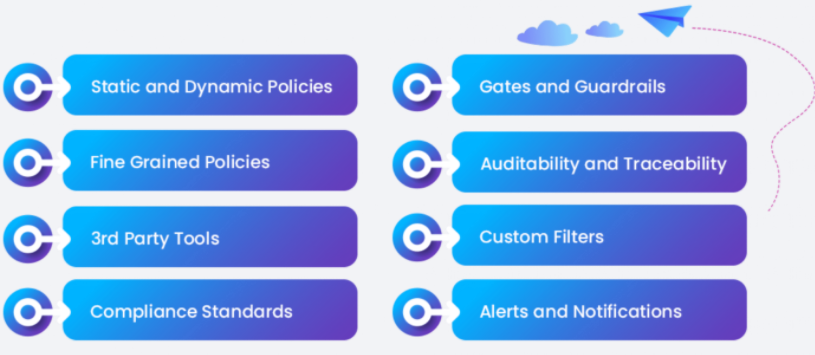 Static and Dynamic Policies
Fine Grained Policies
3rd Party Tools
Compliance Standards
Gates and Guardrails
Auditability and Traceability
Custom Filters
Alerts and Notifications